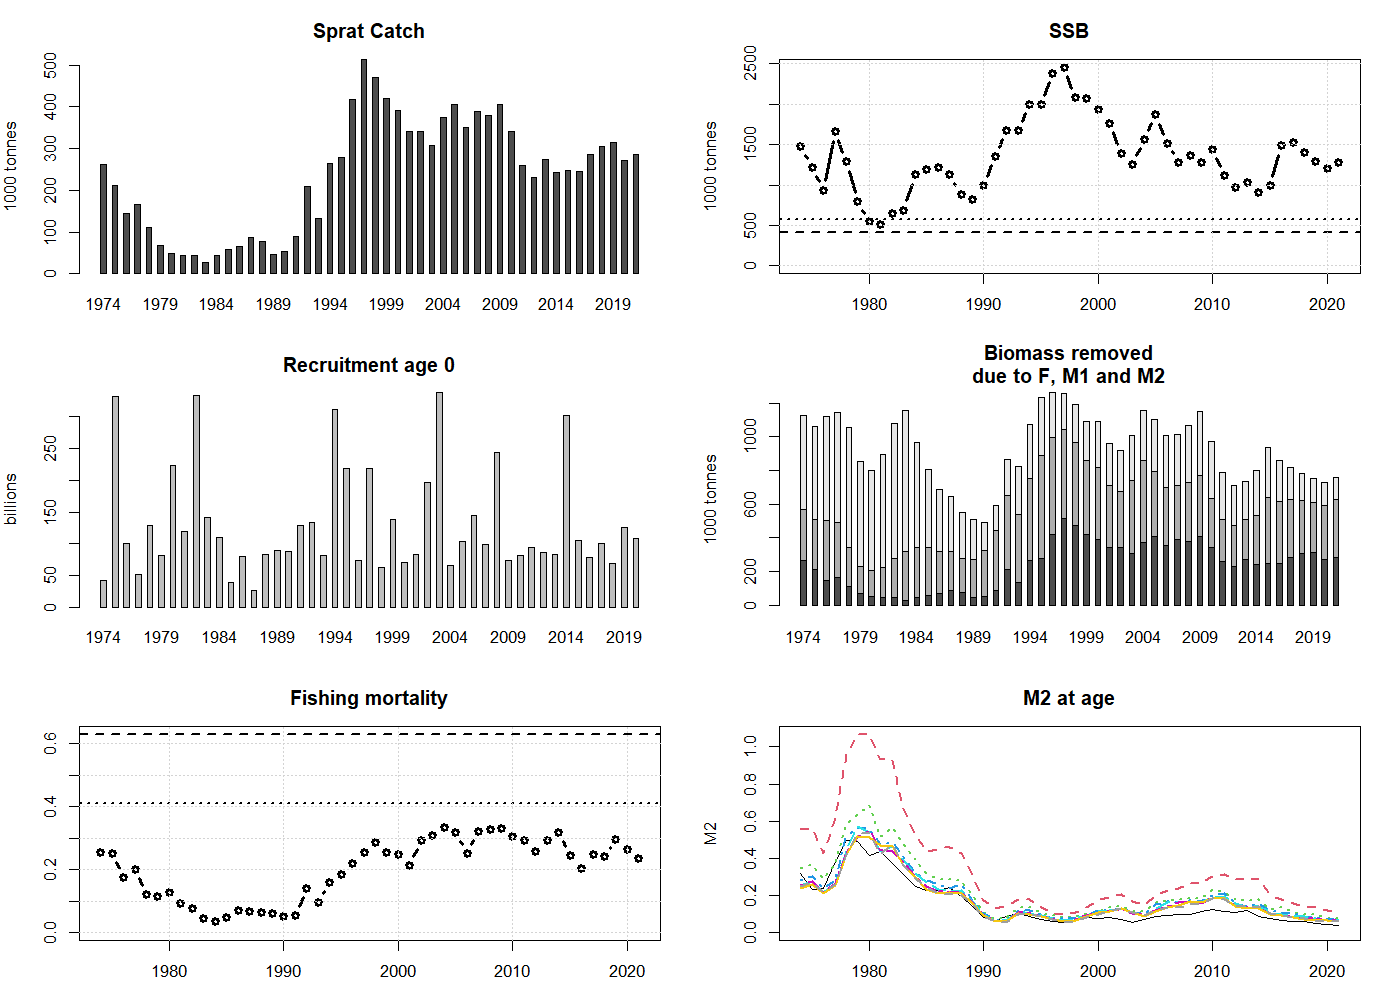 Sprat Catch
1000 tonnes
0 100 200 300 400 500
1974 1979 1984 1989 1994 1999 2004 2009 2014 2019
SSB
1000 tonnes
0 500 1500 2500
1980 1990 2000 2010 2020
Recruitment age 0
billions
0 50 150 250
1974 1979 1984 1989 1994 1999 2004 2009 2014 2019
Biomass removed
due to F, M1 and M2
1000 tonnes
0 200 600 1000
1974 1979 1984 1989 1994 1999 2004 2009 2014 2019
Fishing mortality
0.0 0.2 0.4 0.6
1980 1990 2000 2010 2020
M2 at age
M2
0.0 0.2 0.4 0.6 0.8 1.0
1980 1990 2000 2010 2020